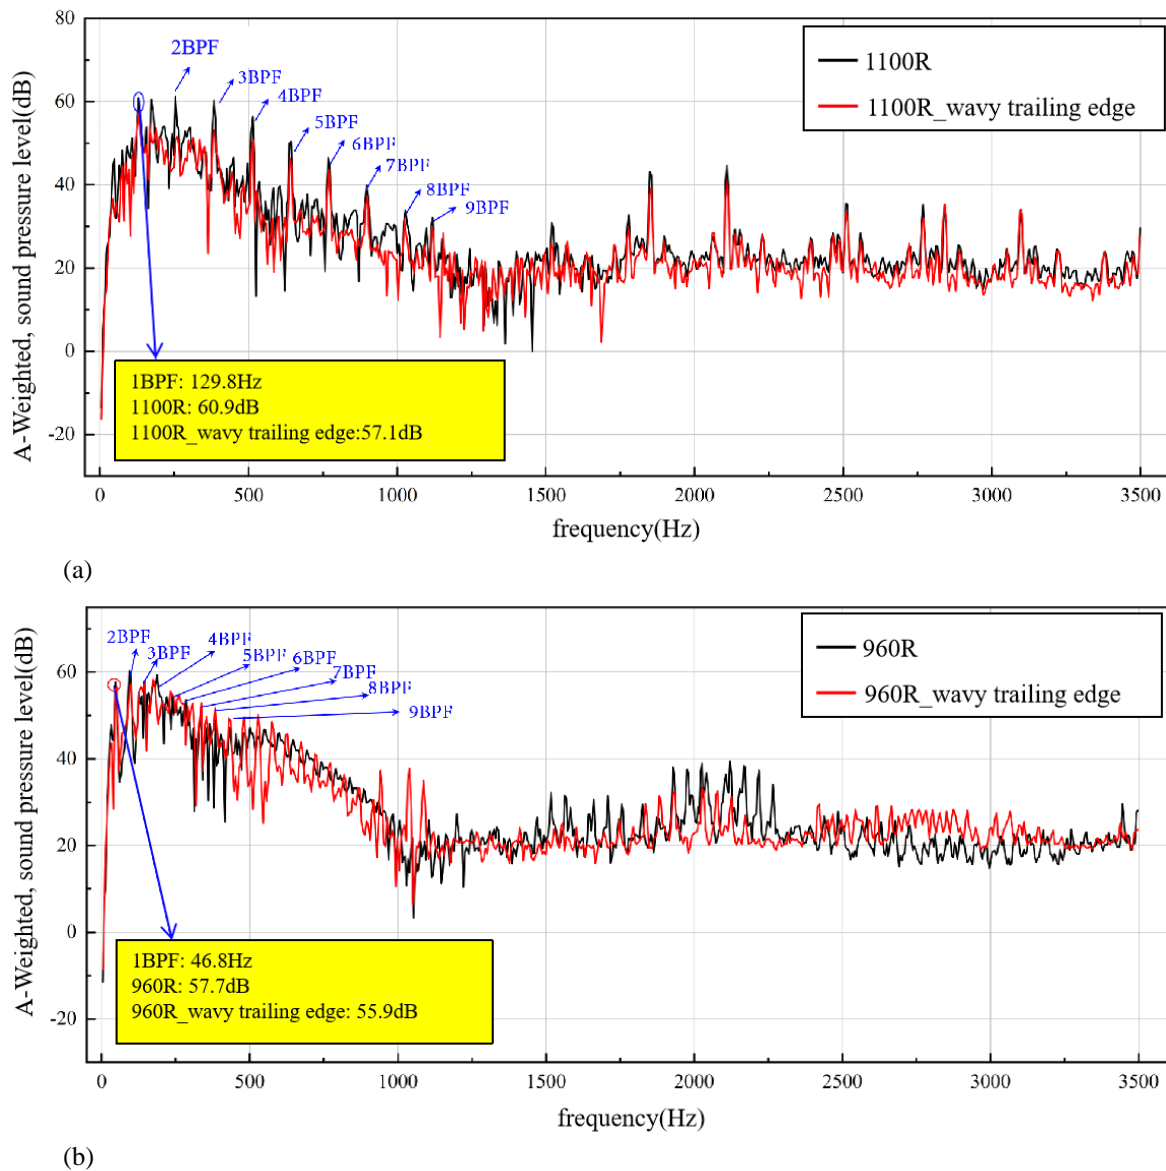 80
60
40
20
0
-20
A-Weighted, sound pressure level(dB)
2BPF
3BPF
4BPF
5BPF
6BPF
7BPF
8BPF
9BPF
1100R
1100R_wavy trailing edge
1BPF: 129.8Hz
1100R: 60.9dB
1100R_wavy trailing edge:57.1dB
0 500 1000 1500 2000 2500 3000 3500
frequency(Hz)
(a)
60
40
20
0
-20
A-Weighted, sound pressure level(dB)
2BPF
3BPF
4BPF
5BPF
6BPF
7BPF
8BPF
9BPF
960R
960R_wavy trailing edge
1BPF: 46.8Hz
960R: 57.7dB
960R_wavy trailing edge: 55.9dB
0 500 1000 1500 2000 2500 3000 3500
frequency(Hz)
(b)